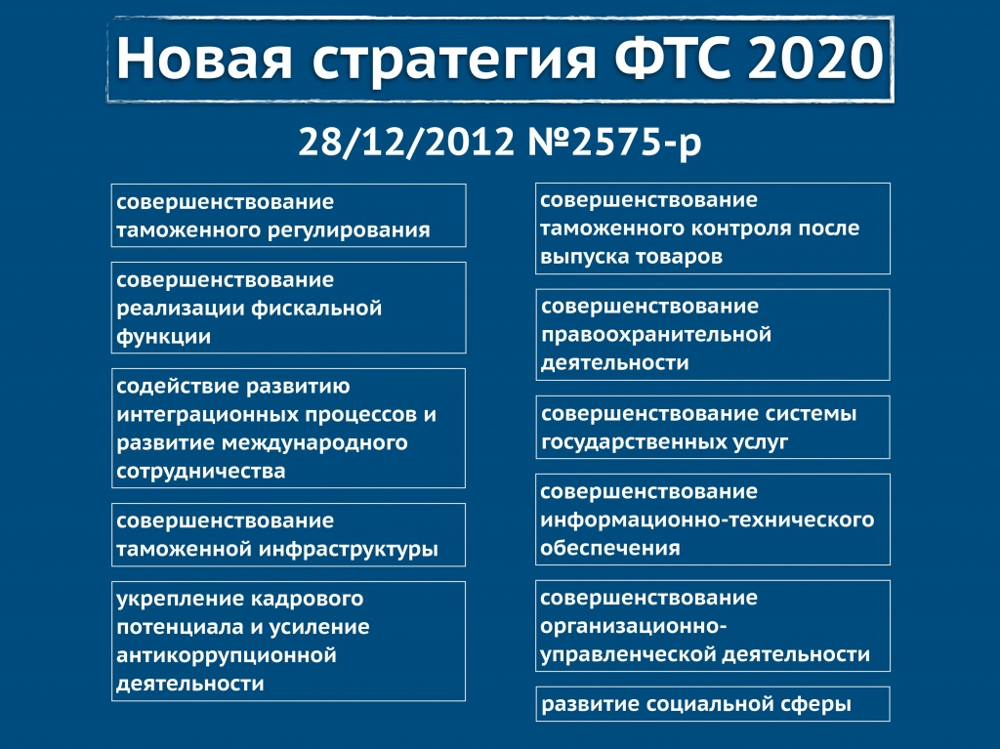 Новая стратегия ФТС 2020
28/12/2012 №2575-р
совершенствование
таможенного регулирования
совершенствование
реализации фискальной
функции
содействие развитию
интеграционных процессов и
развитие международного
сотрудничества
совершенствование
таможенной инфраструктуры
укрепление кадрового
потенциала и усиление
антикоррупционной
деятельности
совершенствование
таможенного контроля после
выпуска товаров
совершенствование
правоохранительной
деятельности
совершенствование системы
государственных услуг
совершенствование
информационно-технического
обеспечения
совершенствование
организационно-
управленческой деятельности
развитие социальной сферы